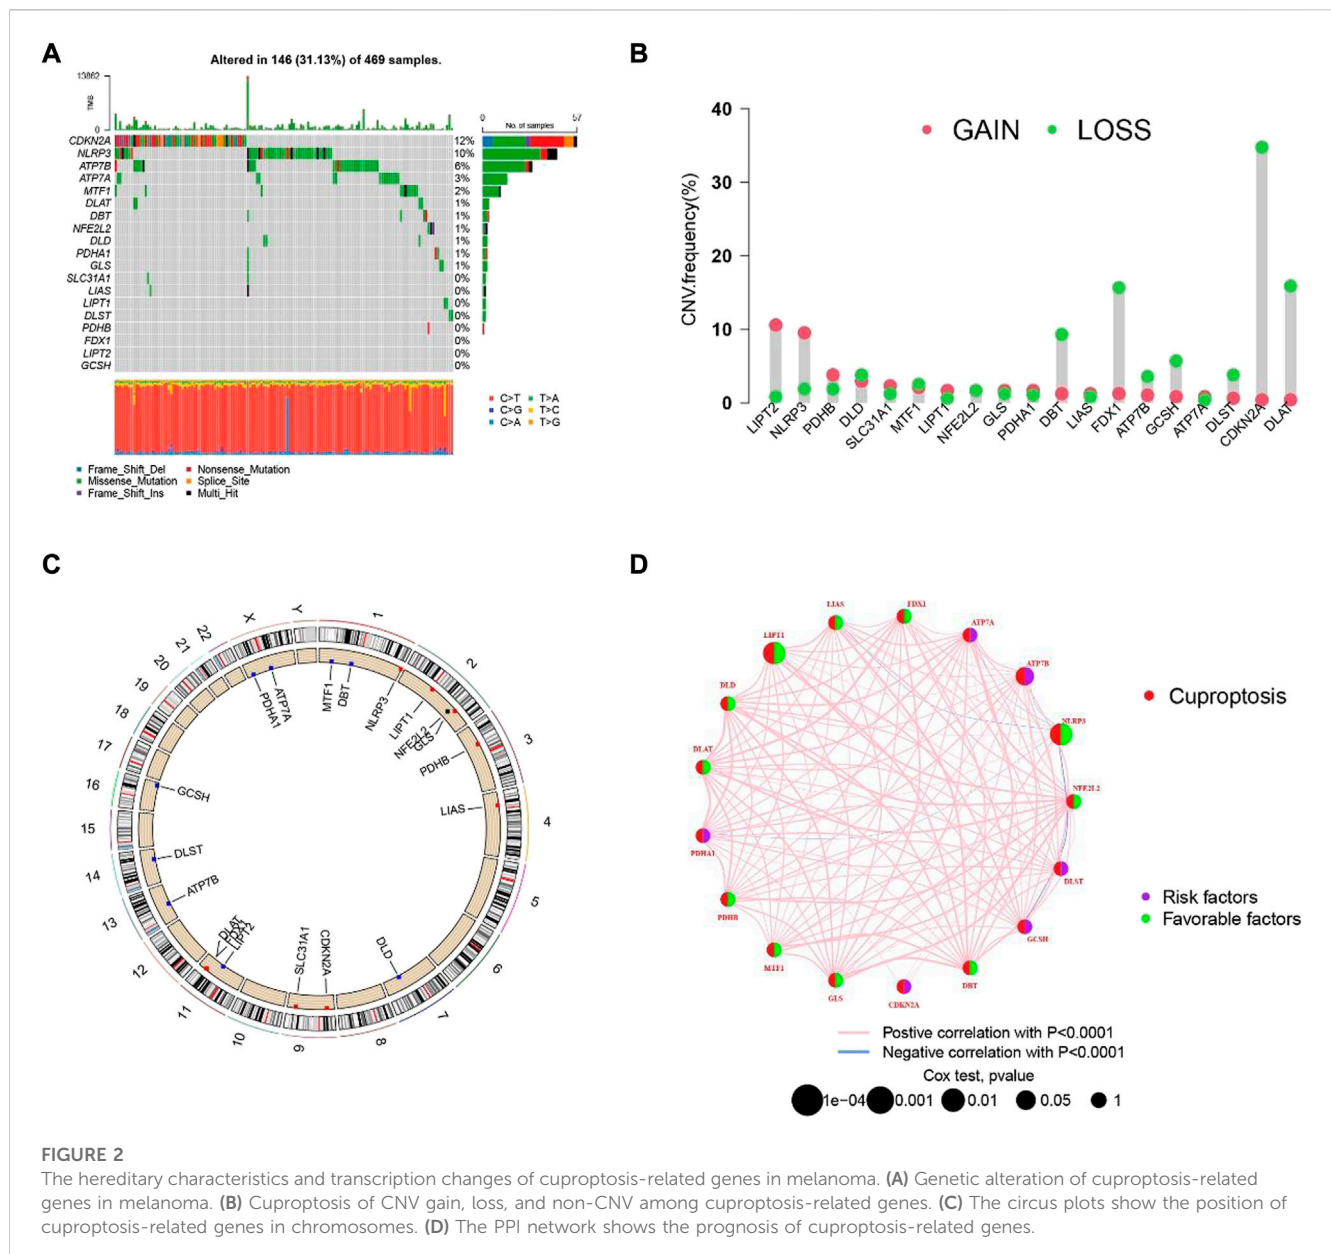 A
Altered in 146 (31.13%) of 469 samples.
13862
TMB
0
No. of samples
0
57
CDKN2A 12%
NLRP3 10%
ATP7B 6%
ATP7A 3%
MTF1 2%
DLAT 1%
DBT 1%
NFE2L2 1%
DLD 1%
PDHA1 1%
GLS 1%
SLC31A1 0%
LIAS 0%
LIPT1 0%
DLST 0%
PDHB 0%
FDX1 0%
LIPT2 0%
GCSH 0%
C>T T>A
C>G T>C
C>A T>G
Frame_Shift_Del Nonsense_Mutation
Missense_Mutation Splice_Site
Frame_Shift_Ins Multi_Hit
B
GAIN LOSS
CNV.frequency(%)
40
30
20
10
0
LIPT2
NLRP3
PDHB
DLD
SLC31A1
MTF1
LIPT1
NFE2L2
GLS
PDHA1
DBT
LIAS
FDX1
ATP7B
GCSH
ATP7A
DLST
CDKN2A
DLAT
C
1
2
3
4
5
6
7
8
9
10
11
12
13
14
15
16
17
18
19
20
21
22
X
Y
MTF1
DBT
NLRP3
LIPT1
NFE2L2
GLS
PDHB
LIAS
DLD
CDKN2A
SLC31A1
LIPT2
FDX1
DLAT
ATP7B
DLST
GCSH
PDHA1
ATP7A
D
LIAS
FDX1
ATP7A
ATP7B
NLRP3
NFE2L2
DLST
GCSH
DBT
CDKN2A
GLS
MTF1
PDHB
PDHA1
DLAT
DLD
LIPT1
Cuproptosis
Risk factors
Favorable factors
Postive correlation with P<0.0001
Negative correlation with P<0.0001
Cox test, pvalue
1e-04 0.001 0.01 0.05 1
FIGURE 2
The hereditary characteristics and transcription changes of cuproptosis-related genes in melanoma. (A) Genetic alteration of cuproptosis-related
genes in melanoma. (B) Cuproptosis of CNV gain, loss, and non-CNV among cuproptosis-related genes. (C) The circus plots show the position of
cuproptosis-related genes in chromosomes. (D) The PPI network shows the prognosis of cuproptosis-related genes.